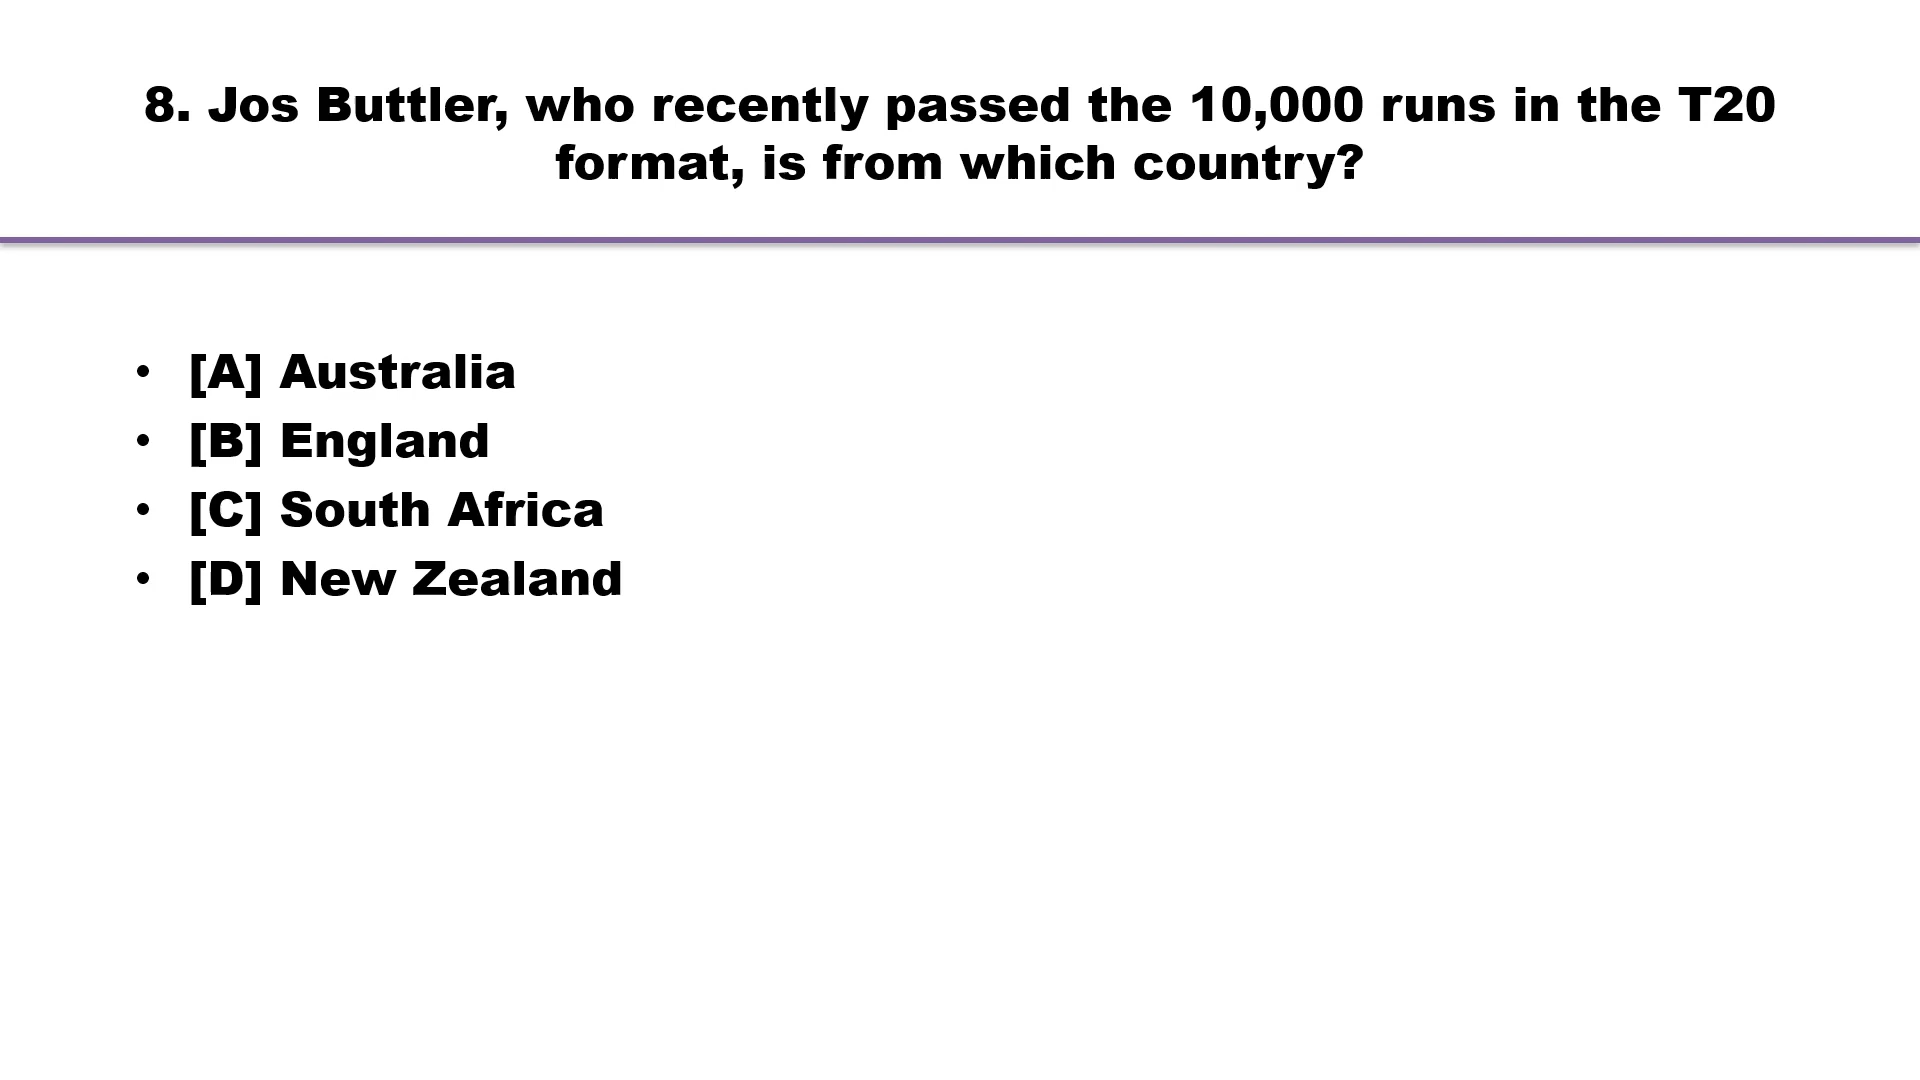 8. Jos Buttler, who recently passed the 10,000 runs in the T20
format, is from which country?
• [A] Australia
• [B] England
• [C] South Africa
• [D] New Zealand